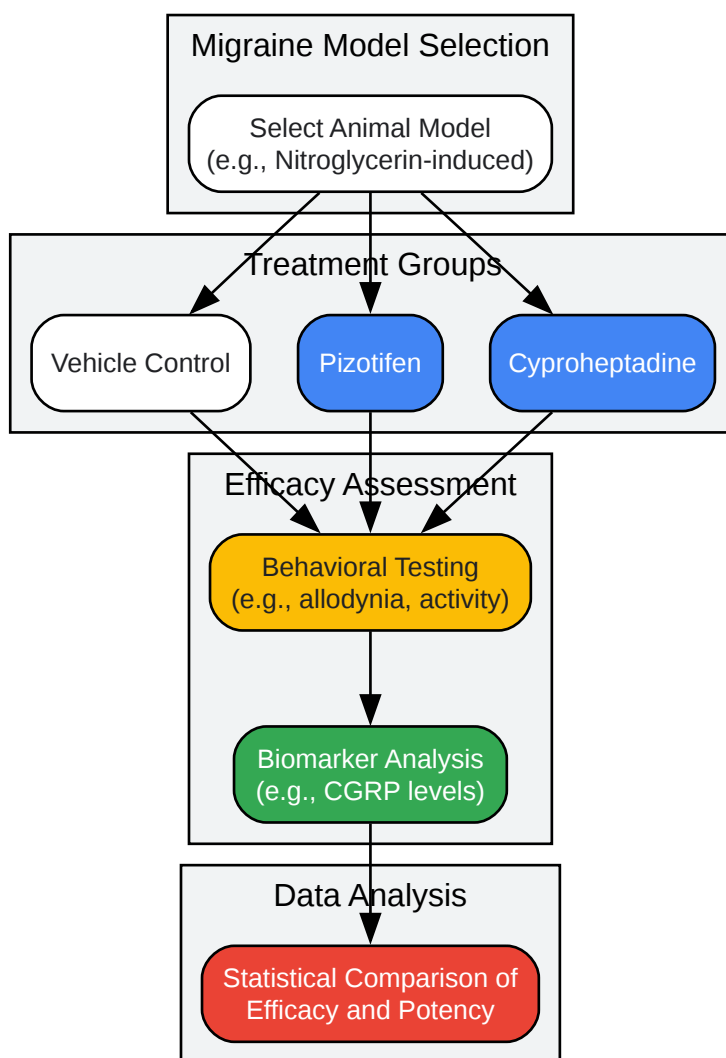 Migraine Model Selection
Select Animal Model
(e.g., Nitroglycerin-induced)
Treatment Groups
Vehicle Control
Pizotifen
Cyproheptadine
Efficacy Assessment
Behavioral Testing
(e.g., allodynia, activity)
Biomarker Analysis
(e.g., CGRP levels)
Data Analysis
Statistical Comparison of
Efficacy and Potency